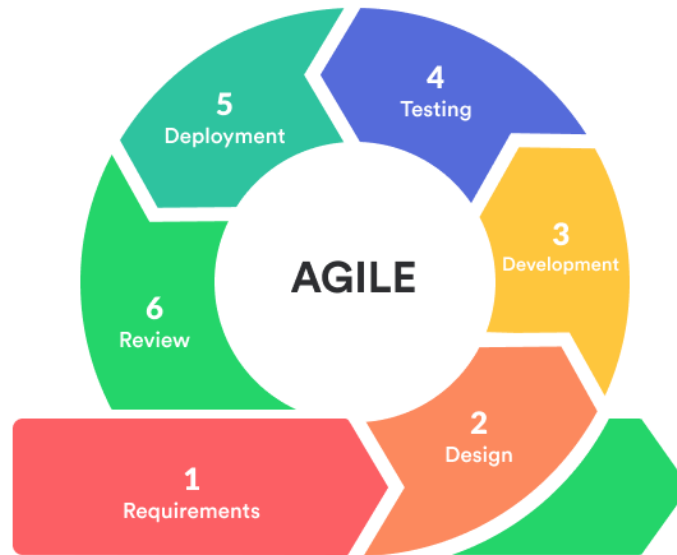 AGILE
1
Requirements
2
Design
3
Development
4
Testing
5
Deployment
6
Review